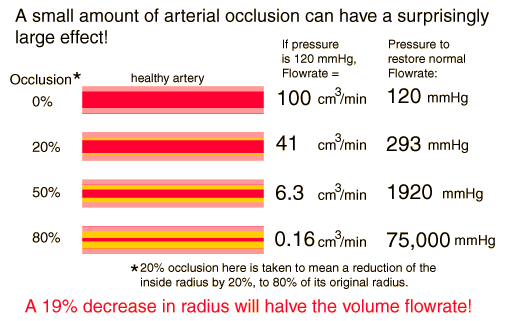 A small amount of arterial occlusion can have a surprisingly
large effect!
If pressure
is 120 mmHg,
Flowrate =
Pressure to
restore normal
Flowrate:
Occlusion*
healthy artery
0%
100 cm³/min
120 mmHg
20%
41 cm³/min
293 mmHg
50%
6.3 cm³/min
1920 mmHg
80%
0.16 cm³/min
75,000 mmHg
*20% occlusion here is taken to mean a reduction of the
inside radius by 20%, to 80% of its original radius.
A 19% decrease in radius will halve the volume flowrate!